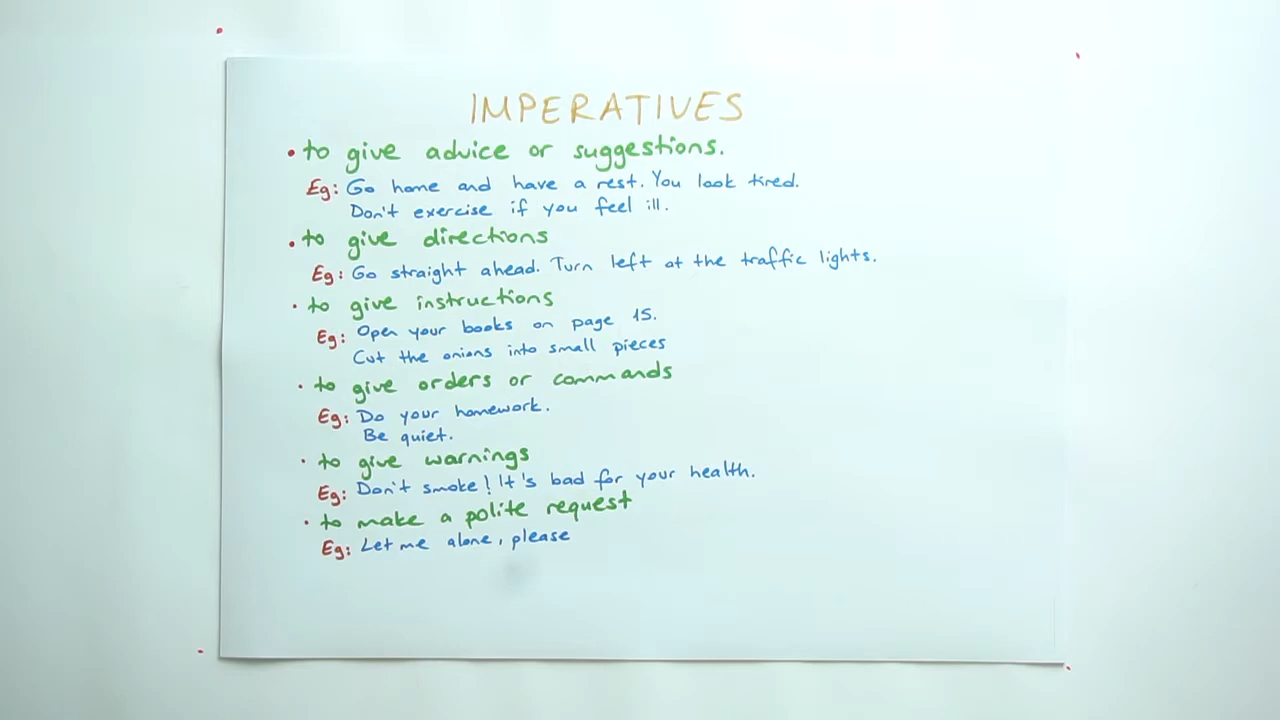 IMPERATIVES
• to give advice or suggestions.
Eg: Go home and have a rest. You look tired.
Don't exercise if you feel ill.
• to give directions
Eg: Go straight ahead. Turn left at the traffic lights.
• to give instructions
Eg: Open your books on page 15.
Cut the onions into small pieces
• to give orders or commands
Eg: Do your homework.
Be quiet.
• to give warnings
Eg: Don't smoke! It's bad for your health.
• to make a polite request
Eg: Let me alone, please